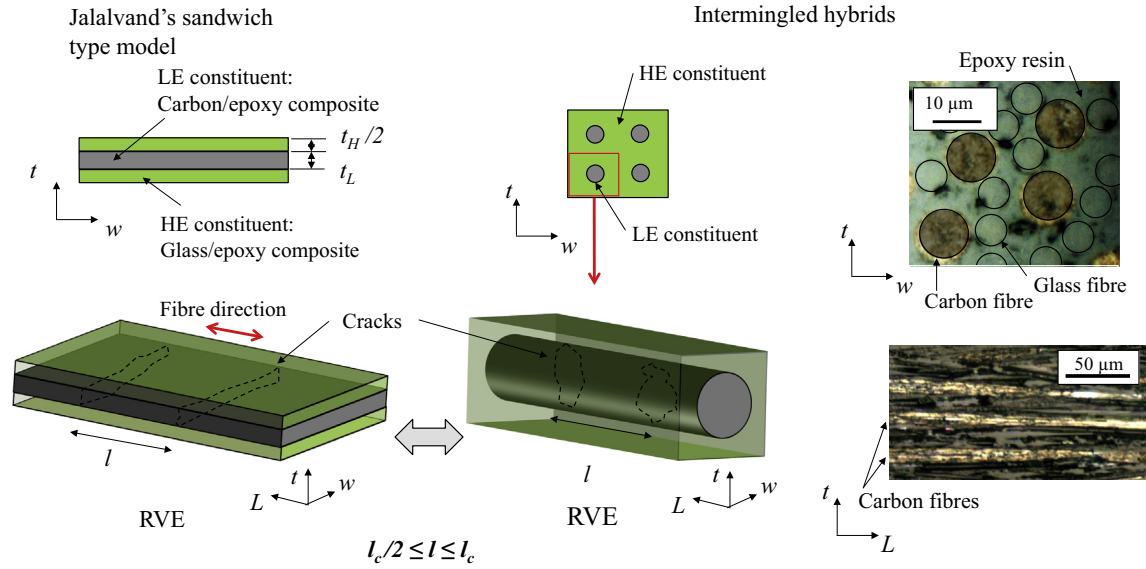 Jalalvand's sandwich
type model
Intermingled hybrids
LE constituent:
Carbon/epoxy composite
t_H/2
t_L
t
w
HE constituent:
Glass/epoxy composite
HE constituent
t
w
LE constituent
Epoxy resin
10 µm
t
w
Glass fibre
Carbon fibre
Fibre direction
Cracks
l
t
w
L
RVE
l
t
w
L
RVE
50 µm
Carbon fibres
t
L
l_c/2 ≤ l ≤ l_c